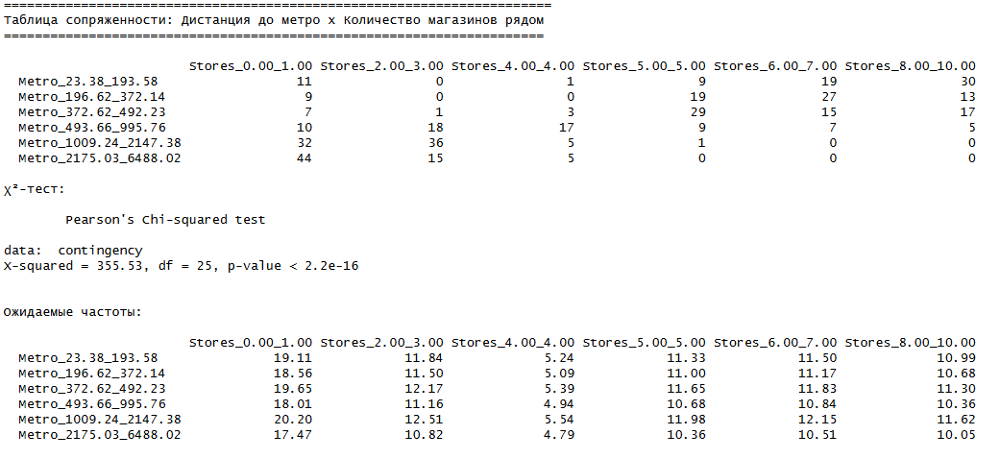 ======================================================================
Таблица сопряженности: Дистанция до метро x Количество магазинов рядом
=====================================================================
Stores_0.00_1.00 Stores_2.00_3.00 Stores_4.00_4.00 Stores_5.00_5.00 Stores_6.00_7.00 Stores_8.00_10.00
Metro_23.38_193.58 11 0 1 9 19 30
Metro_196.62_372.14 9 0 0 19 27 13
Metro_372.62_492.23 7 1 3 29 15 17
Metro_493.66_995.76 10 18 17 9 7 5
Metro_1009.24_2147.38 32 36 5 1 0 0
Metro_2175.03_6488.02 44 15 5 0 0 0
χ²-тест:
Pearson's Chi-squared test
data: contingency
X-squared = 355.53, df = 25, p-value < 2.2e-16
Ожидаемые частоты:
Stores_0.00_1.00 Stores_2.00_3.00 Stores_4.00_4.00 Stores_5.00_5.00 Stores_6.00_7.00 Stores_8.00_10.00
Metro_23.38_193.58 19.11 11.84 5.24 11.33 11.50 10.99
Metro_196.62_372.14 18.56 11.50 5.09 11.00 11.17 10.68
Metro_372.62_492.23 19.65 12.17 5.39 11.65 11.83 11.30
Metro_493.66_995.76 18.01 11.16 4.94 10.68 10.84 10.36
Metro_1009.24_2147.38 20.20 12.51 5.54 11.98 12.15 11.62
Metro_2175.03_6488.02 17.47 10.82 4.79 10.36 10.51 10.05